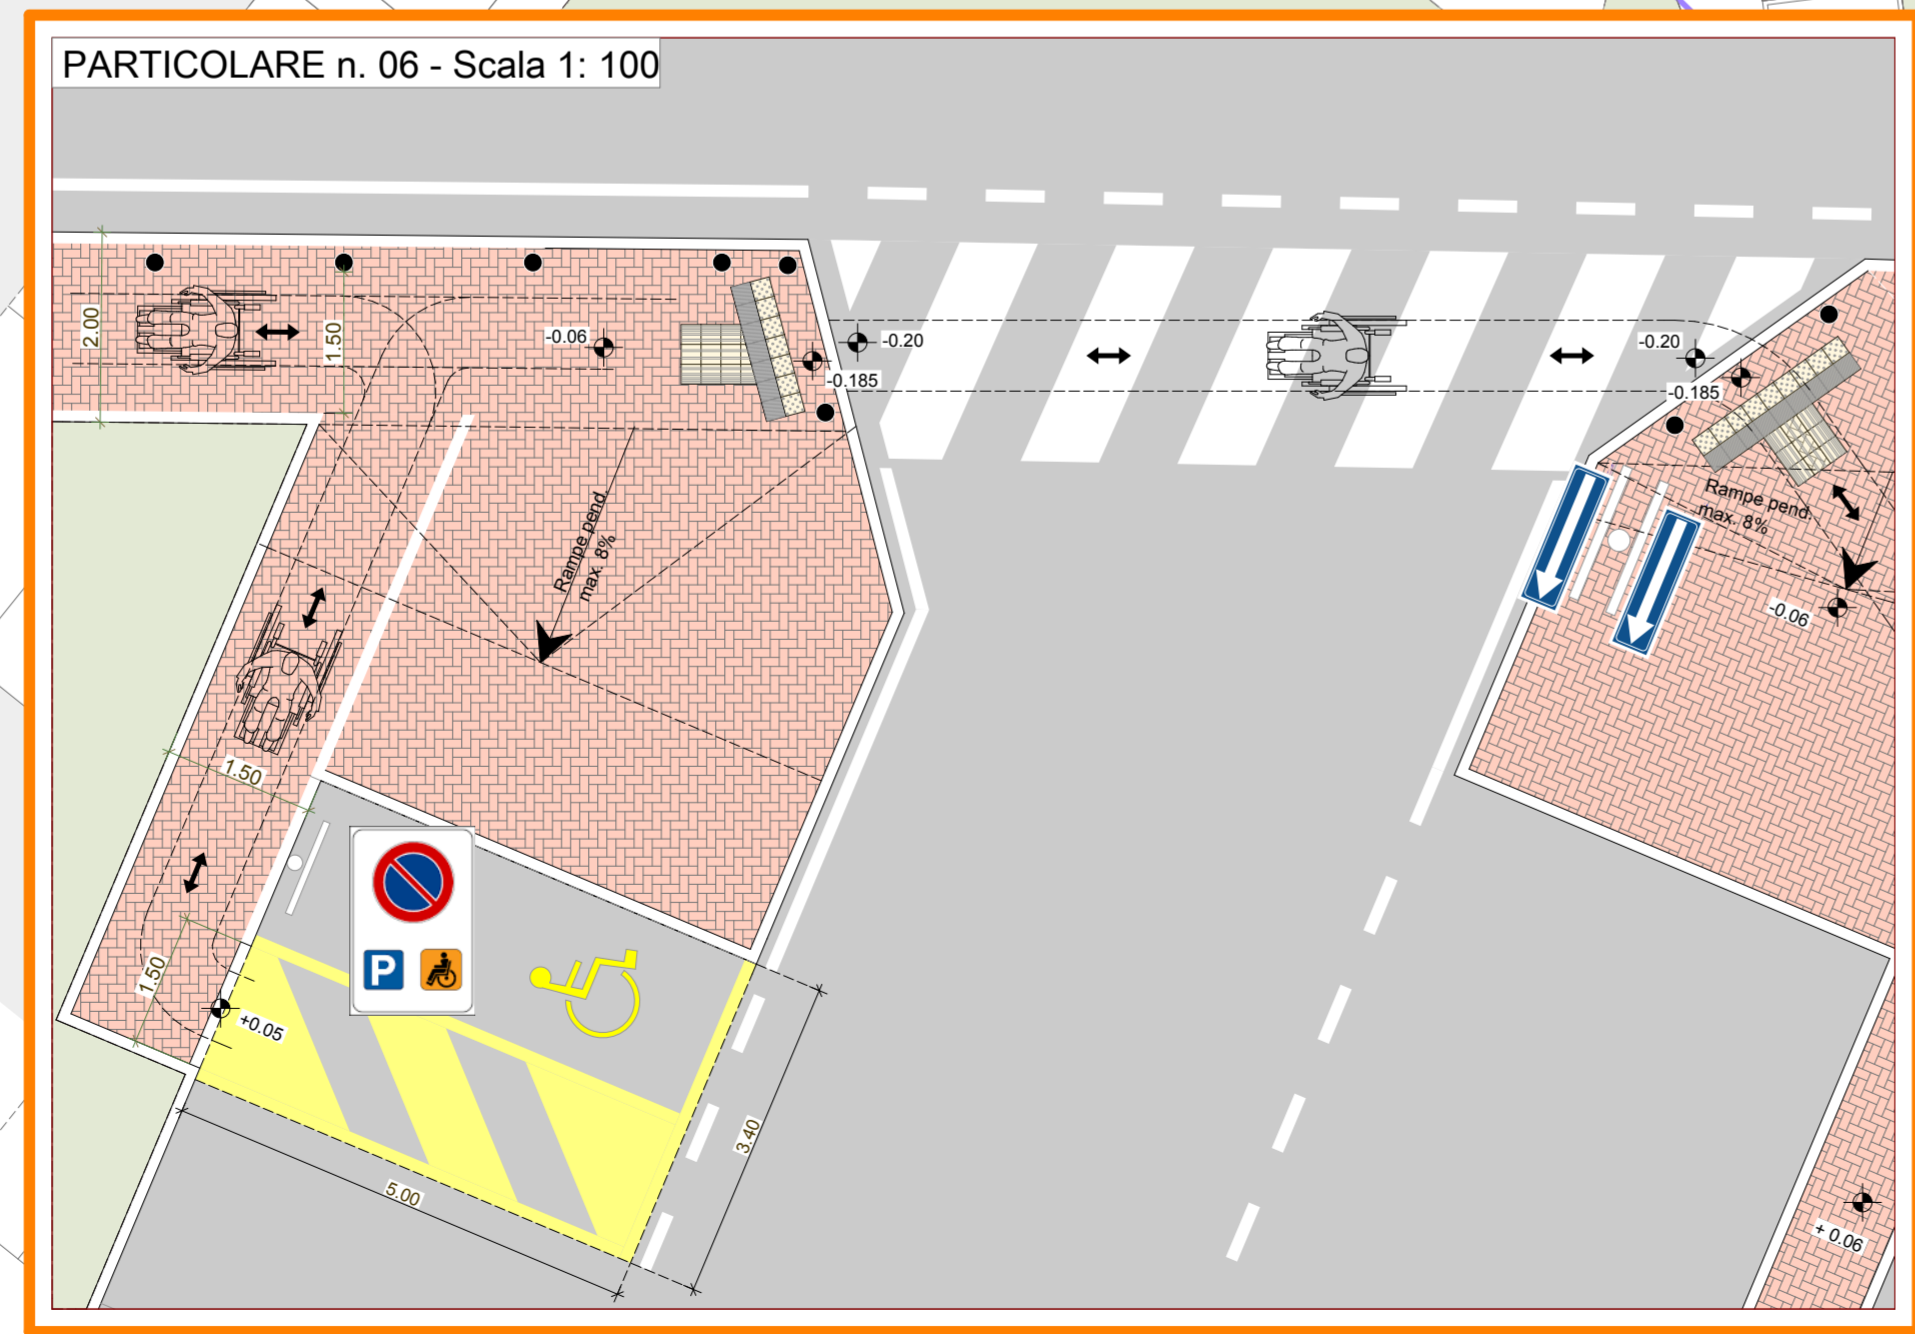 PARTICOLARE n. 06 - Scala 1: 100
2.00
1.50
-0.06
-0.20
-0.185
-0.20
-0.185
Rampe pend.
max. 8%
Rampe pend.
max. 8%
-0.06
1.50
P
1.50
+0.05
3.40
5.00
+ 0.06